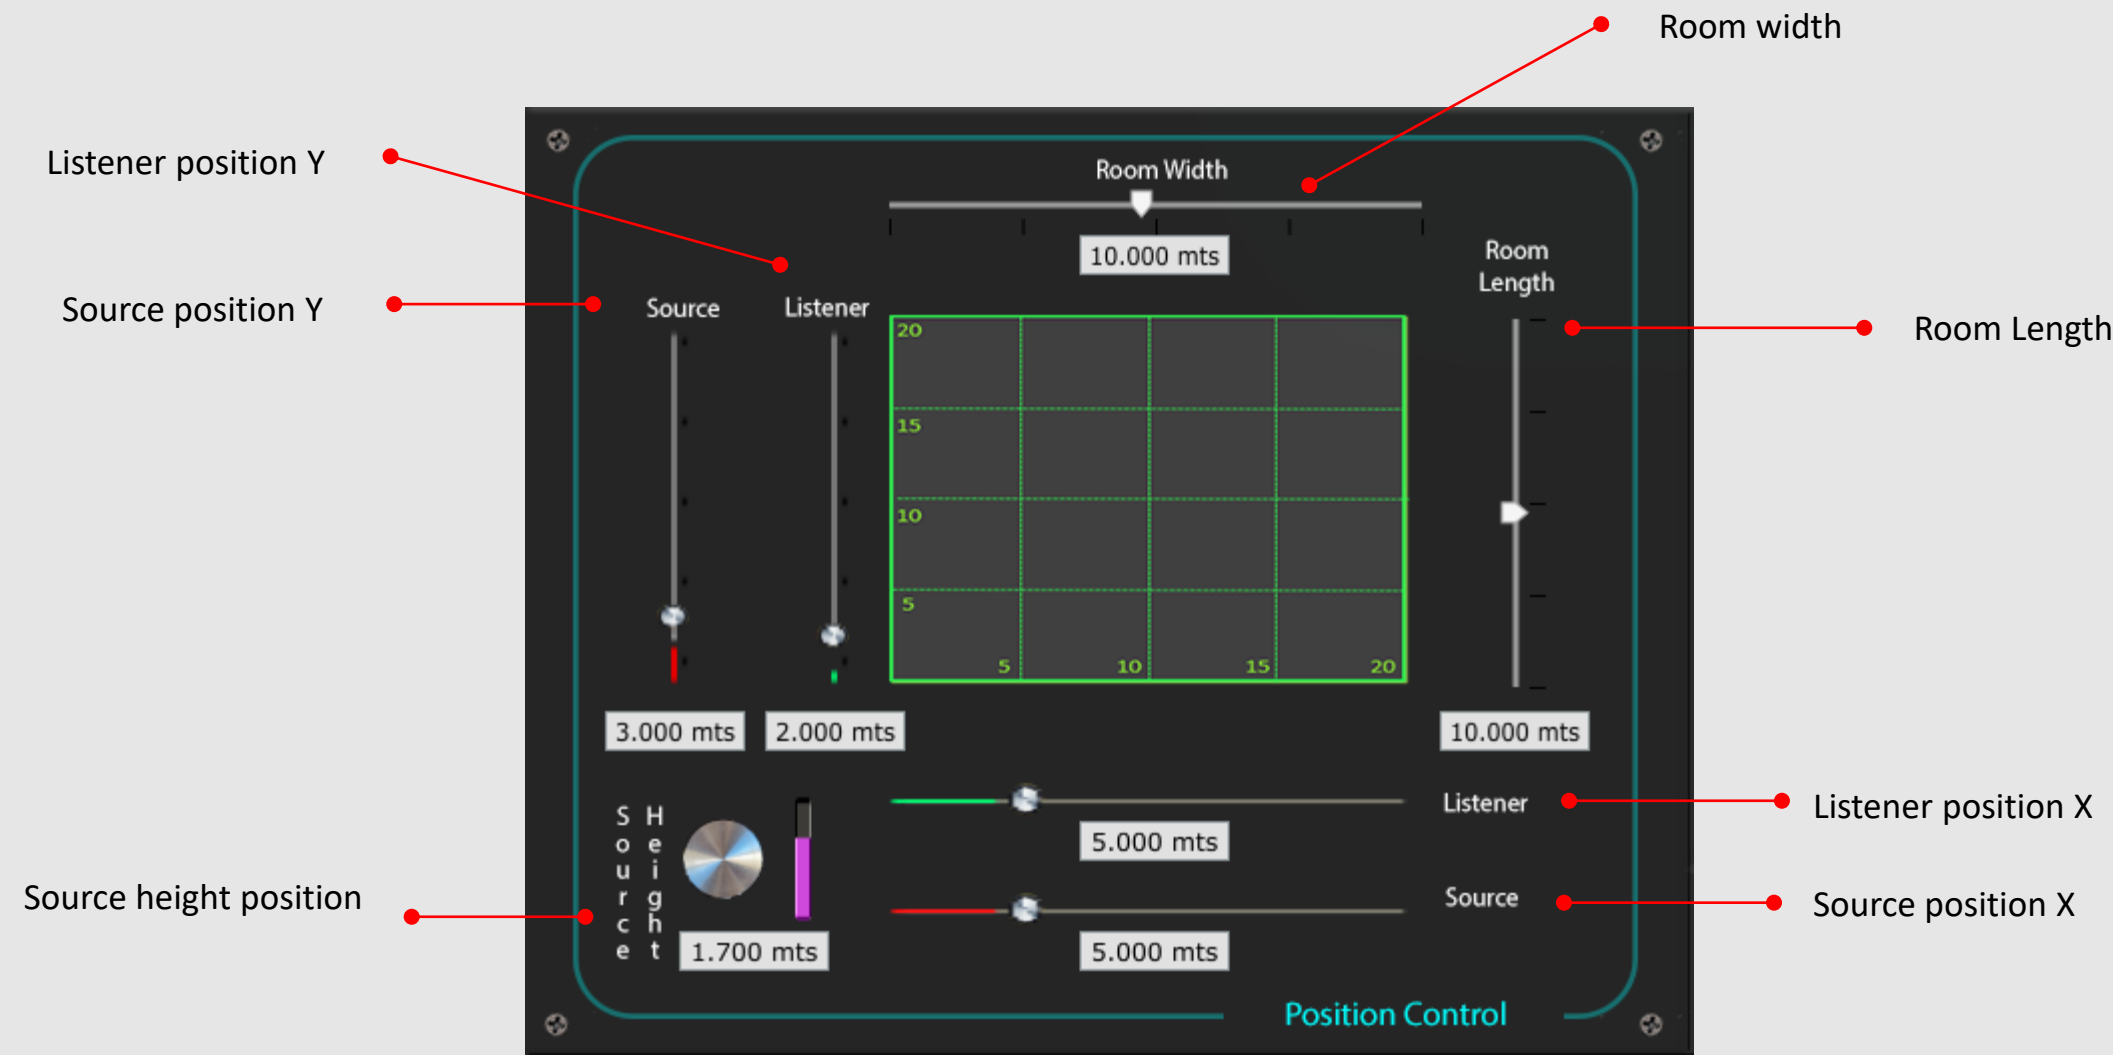 Room width
Listener position Y
Room Width
10.000 mts
Room
Length
Source position Y
Source
Listener
Room Length
20
15
10
5
5
10
15
20
3.000 mts
2.000 mts
10.000 mts
Source
Height
Listener
Listener position X
5.000 mts
Source height position
Source
Source position X
1.700 mts
5.000 mts
Position Control